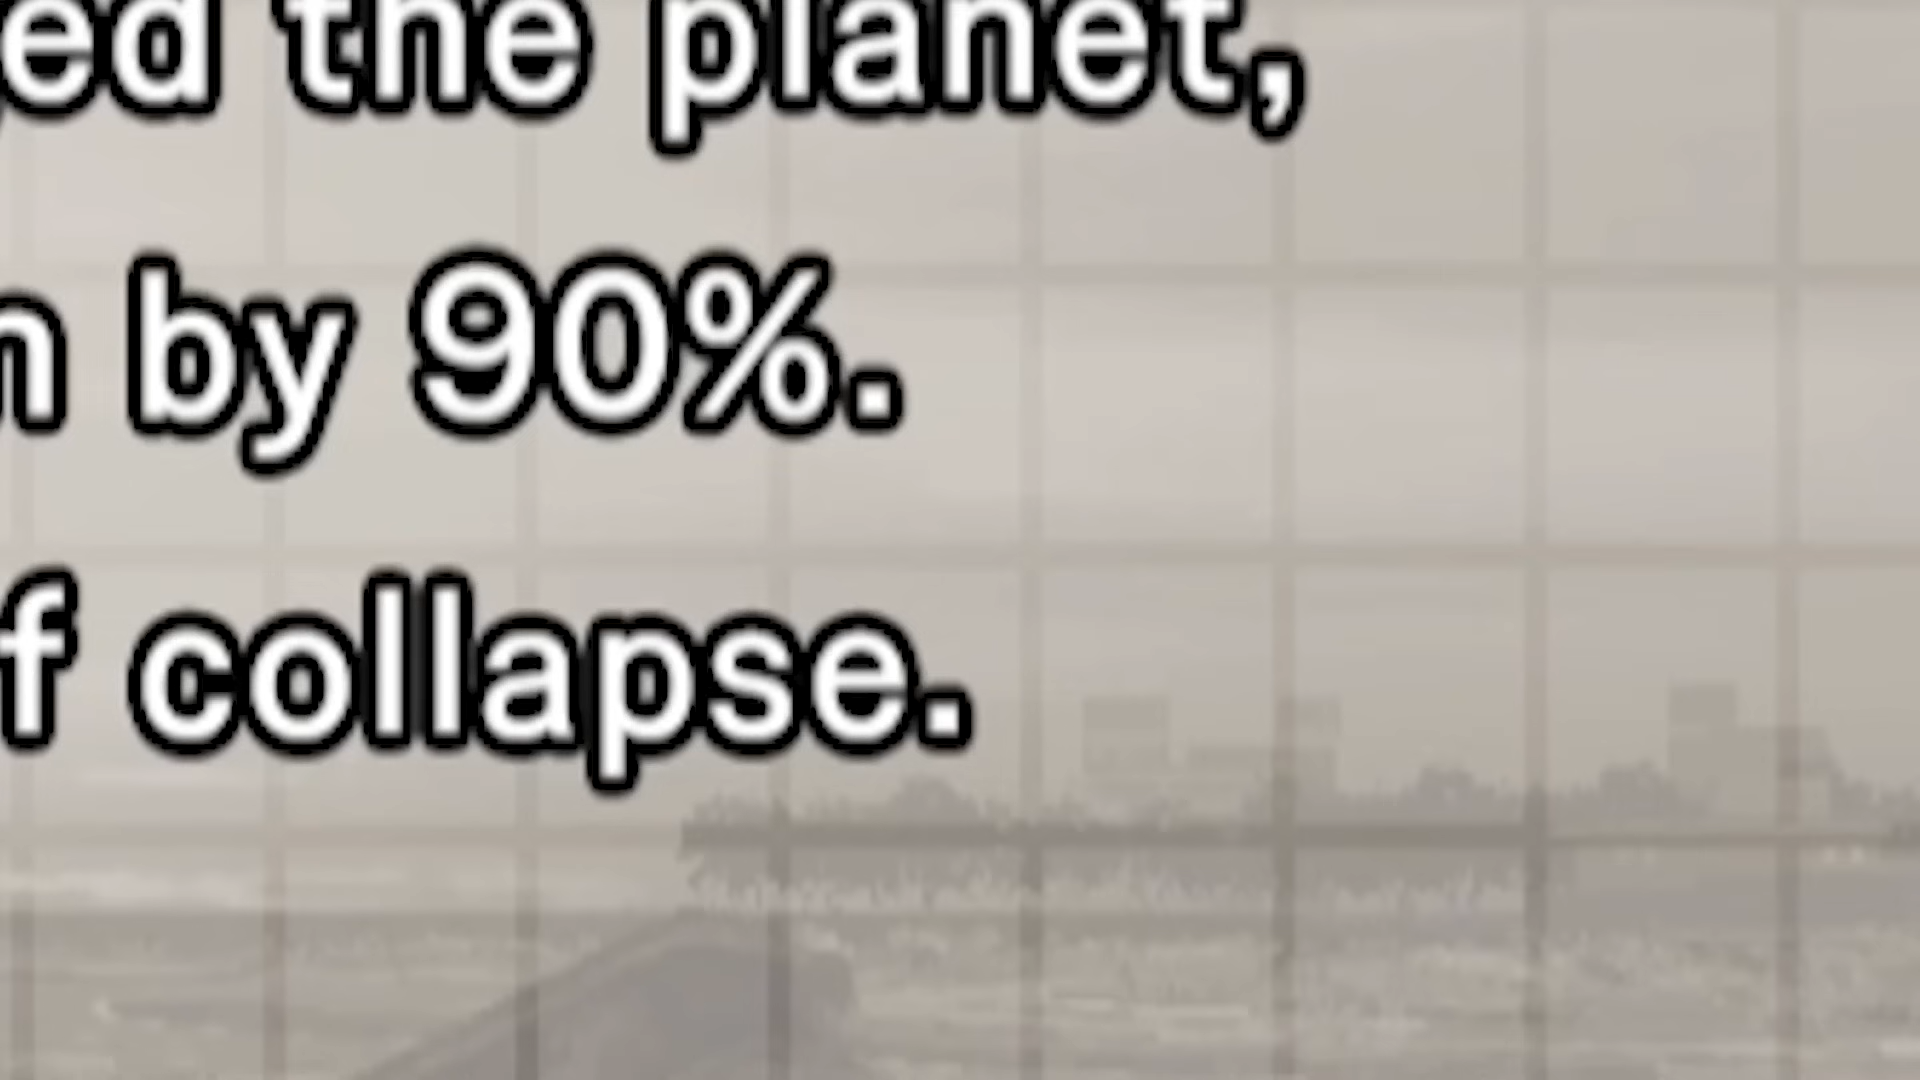 ed the planet,
n by 90%.
f collapse.